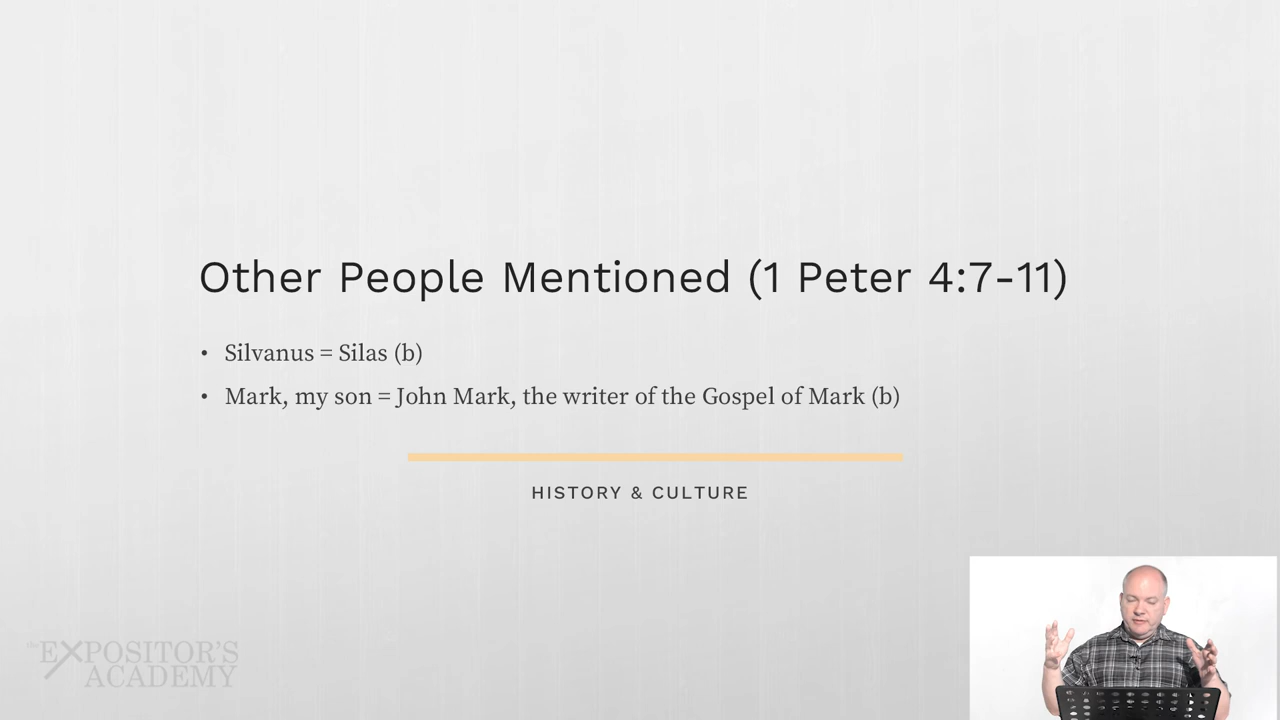 Other People Mentioned (1 Peter 4:7-11)
• Silvanus = Silas (b)
• Mark, my son = John Mark, the writer of the Gospel of Mark (b)
HISTORY & CULTURE
the EXPOSITOR'S
ACADEMY